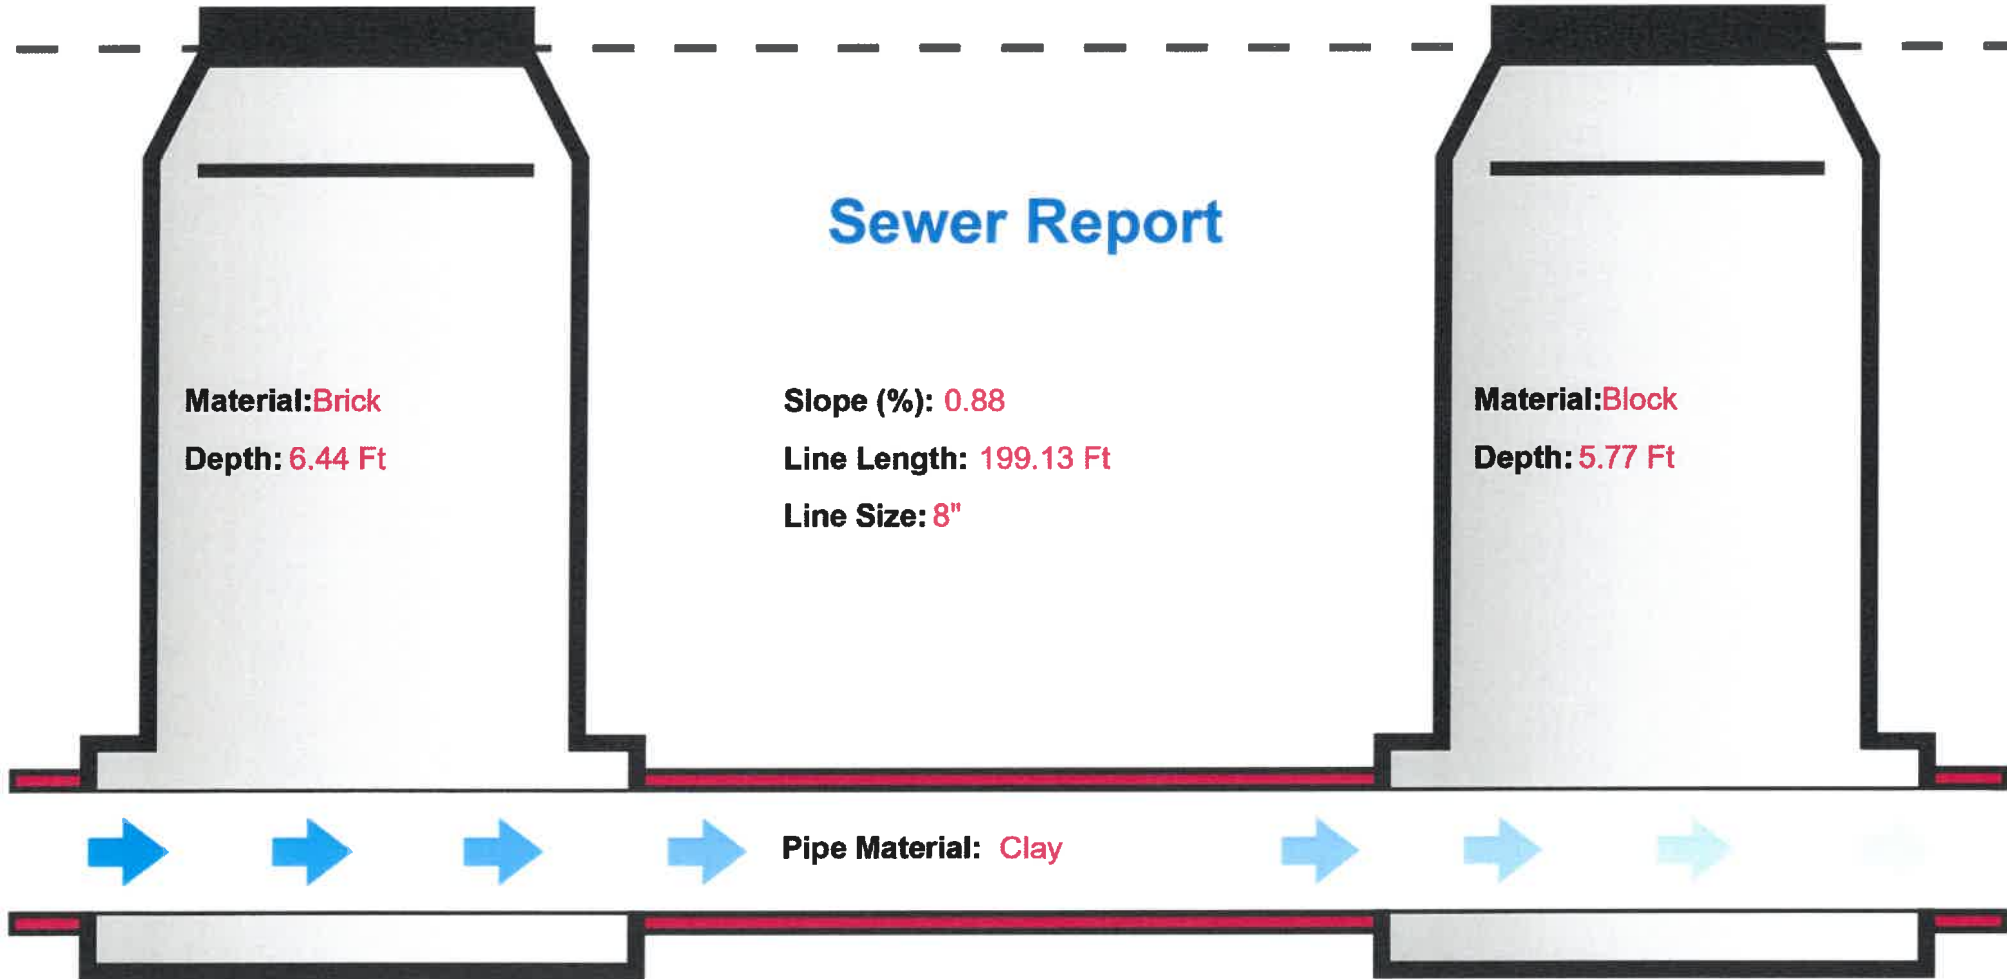 Sewer Report
Material:Brick
Depth: 6.44 Ft
Slope (%): 0.88
Line Length: 199.13 Ft
Line Size: 8"
Material:Block
Depth: 5.77 Ft
Pipe Material: Clay